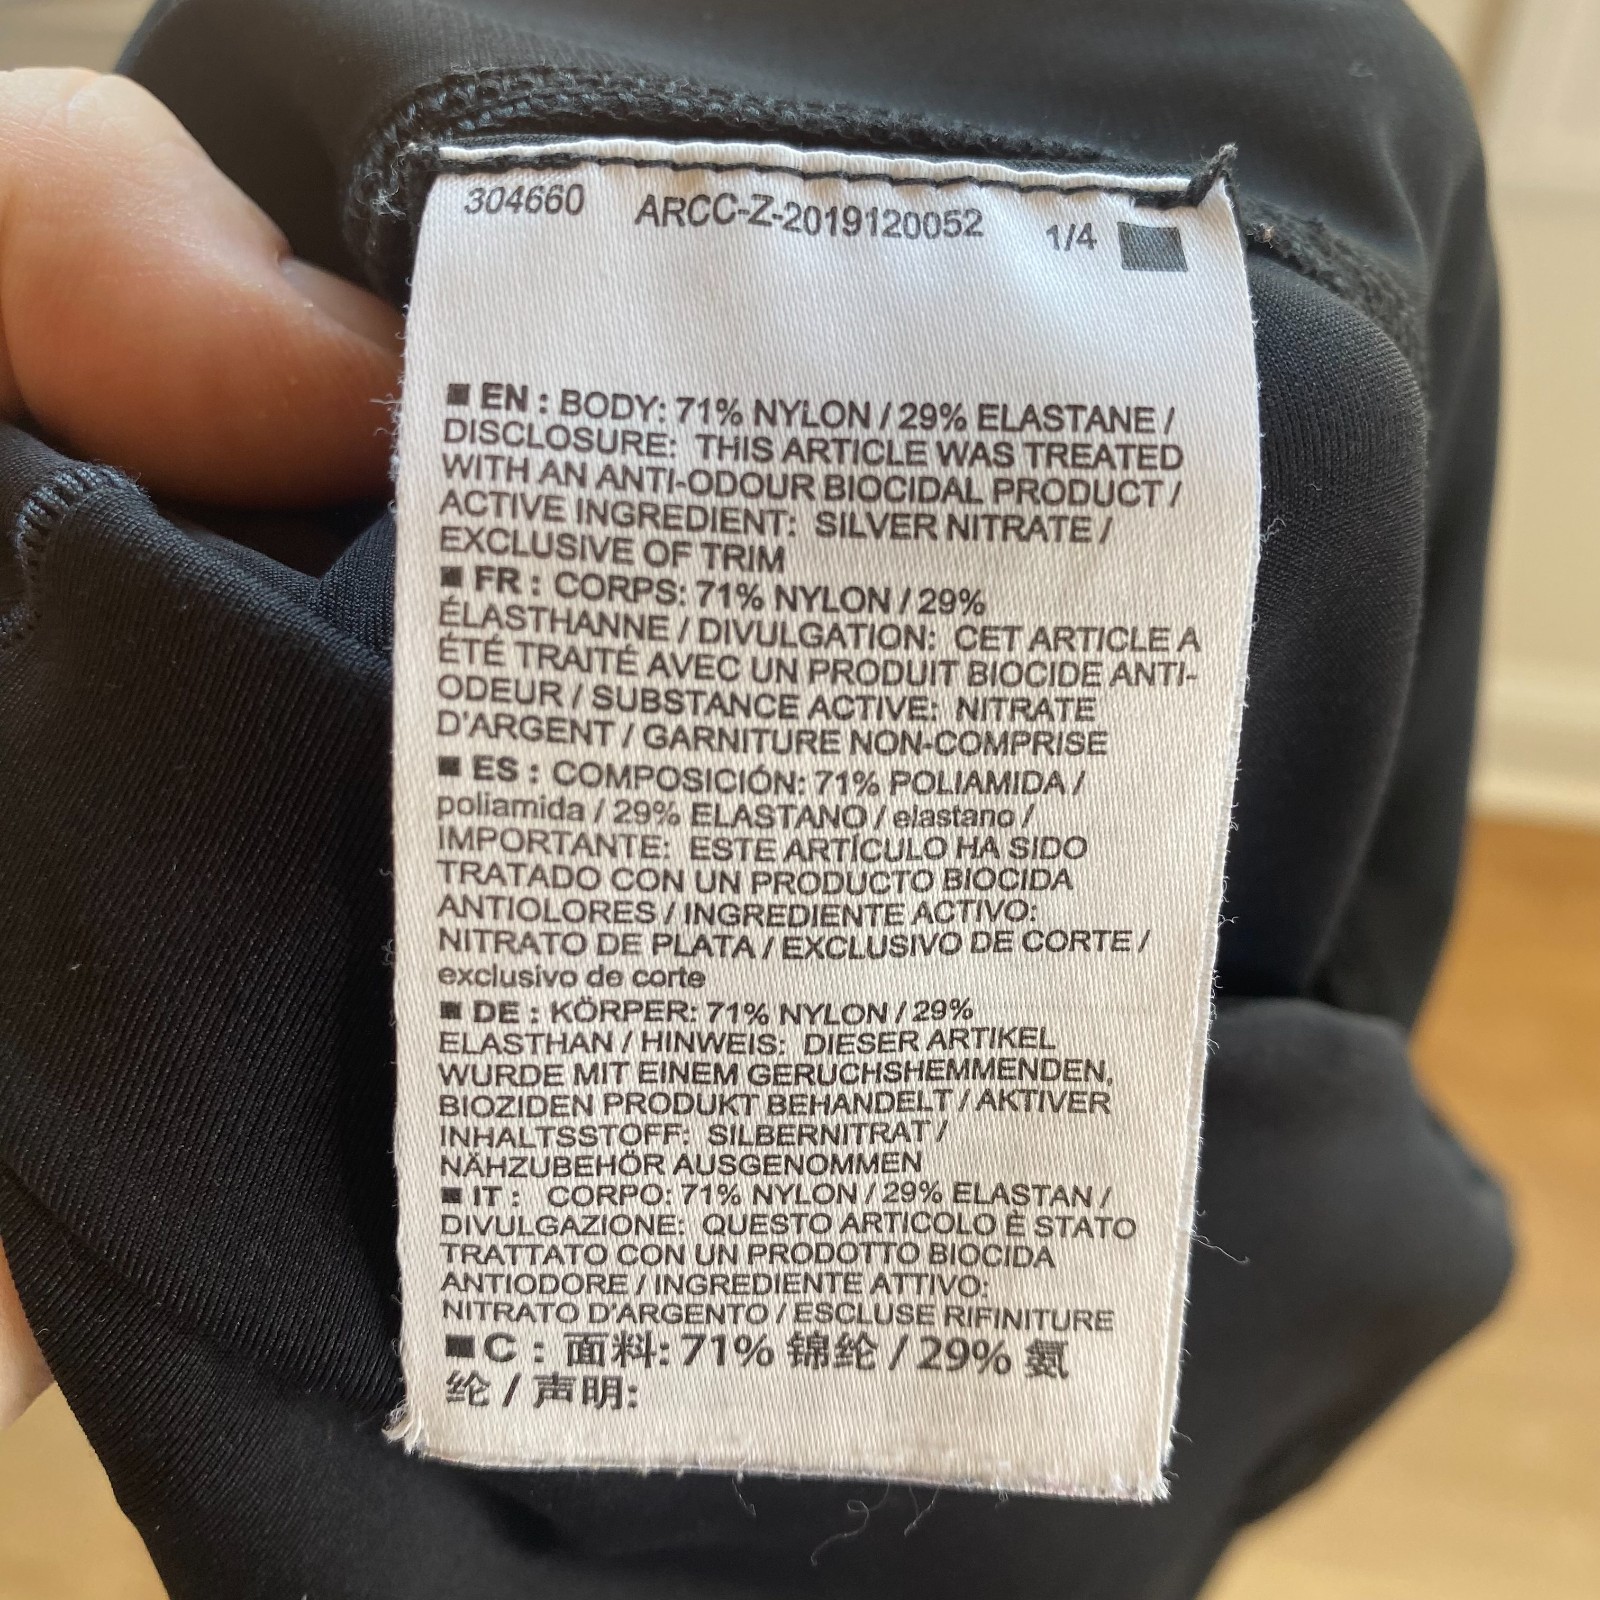 304660 ARCC-Z-2019120052 1/4
EN : BODY: 71% NYLON / 29% ELASTANE /
DISCLOSURE: THIS ARTICLE WAS TREATED
WITH AN ANTI-ODOUR BIOCIDAL PRODUCT /
ACTIVE INGREDIENT: SILVER NITRATE /
EXCLUSIVE OF TRIM
FR : CORPS: 71% NYLON / 29%
ÉLASTHANNE / DIVULGATION: CET ARTICLE A
ÉTÉ TRAITÉ AVEC UN PRODUIT BIOCIDE ANTI-
ODEUR / SUBSTANCE ACTIVE: NITRATE
D'ARGENT / GARNITURE NON-COMPRISE
ES : COMPOSICIÓN: 71% POLIAMIDA /
poliamida / 29% ELASTANO / elastano /
IMPORTANTE: ESTE ARTÍCULO HA SIDO
TRATADO CON UN PRODUCTO BIOCIDA
ANTIOLORES / INGREDIENTE ACTIVO:
NITRATO DE PLATA / EXCLUSIVO DE CORTE /
exclusivo de corte
DE : KÖRPER: 71% NYLON / 29%
ELASTHAN / HINWEIS: DIESER ARTIKEL
WURDE MIT EINEM GERUCHSHEMMENDEN,
BIOZIDEN PRODUKT BEHANDELT / AKTIVER
INHALTSSTOFF: SILBERNITRAT /
NÄHZUBEHÖR AUSGENOMMEN
IT : CORPO: 71% NYLON / 29% ELASTAN /
DIVULGAZIONE: QUESTO ARTICOLO È STATO
TRATTATO CON UN PRODOTTO BIOCIDA
ANTIODORE / INGREDIENTE ATTIVO:
NITRATO D'ARGENTO / ESCLUSE RIFINITURE
C : 面料: 71% 锦纶 / 29% 氨
纶 / 声明: